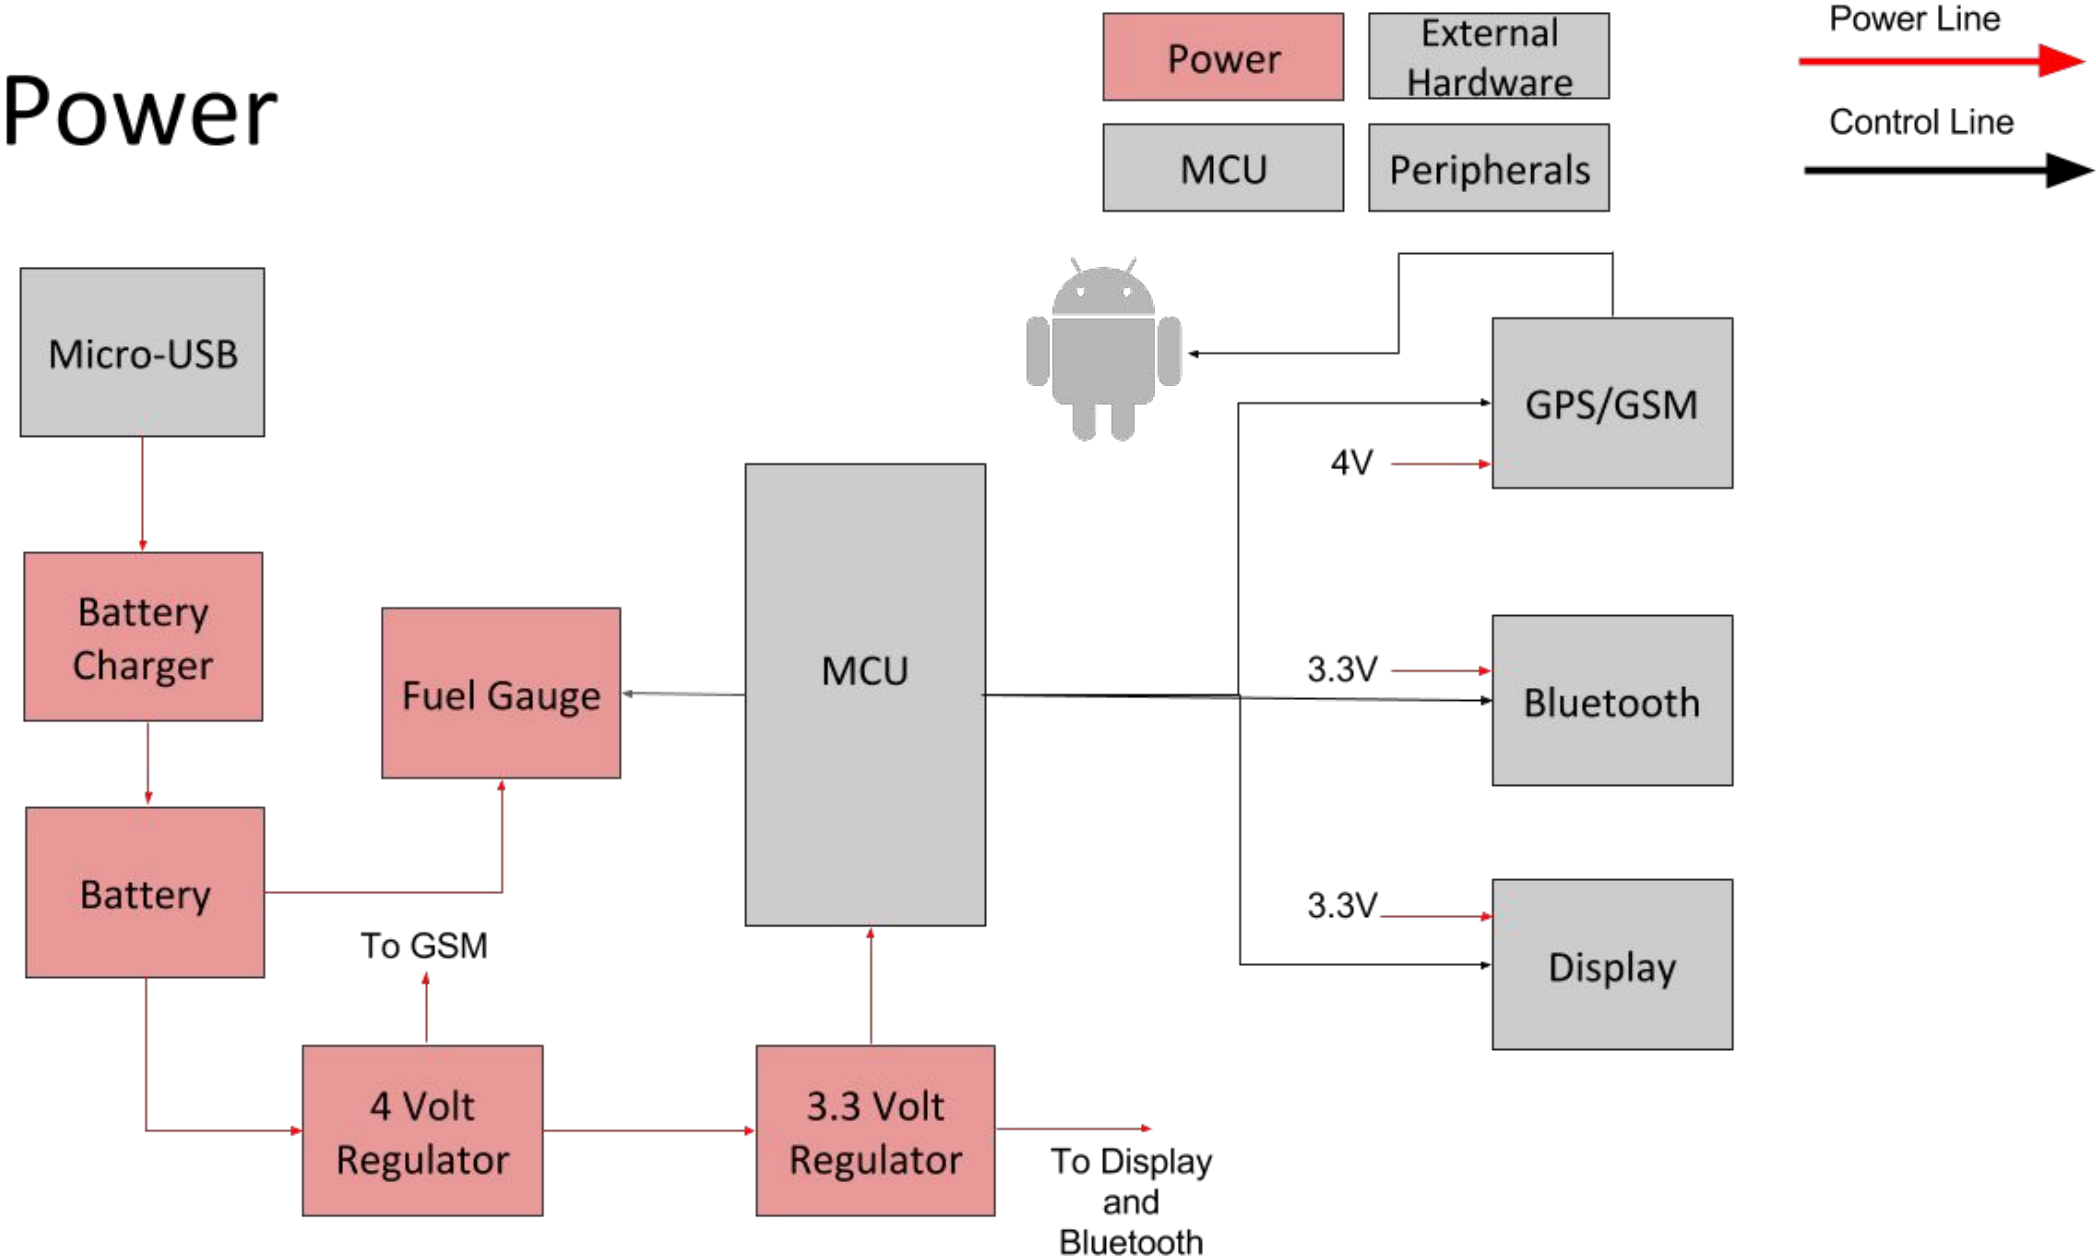 Power
Power
External
Hardware
MCU
Peripherals
Power Line
Control Line
Micro-USB
GPS/GSM
4V
Battery
Charger
Fuel Gauge
MCU
3.3V
Bluetooth
Battery
To GSM
3.3V
Display
4 Volt
Regulator
3.3 Volt
Regulator
To Display
and
Bluetooth